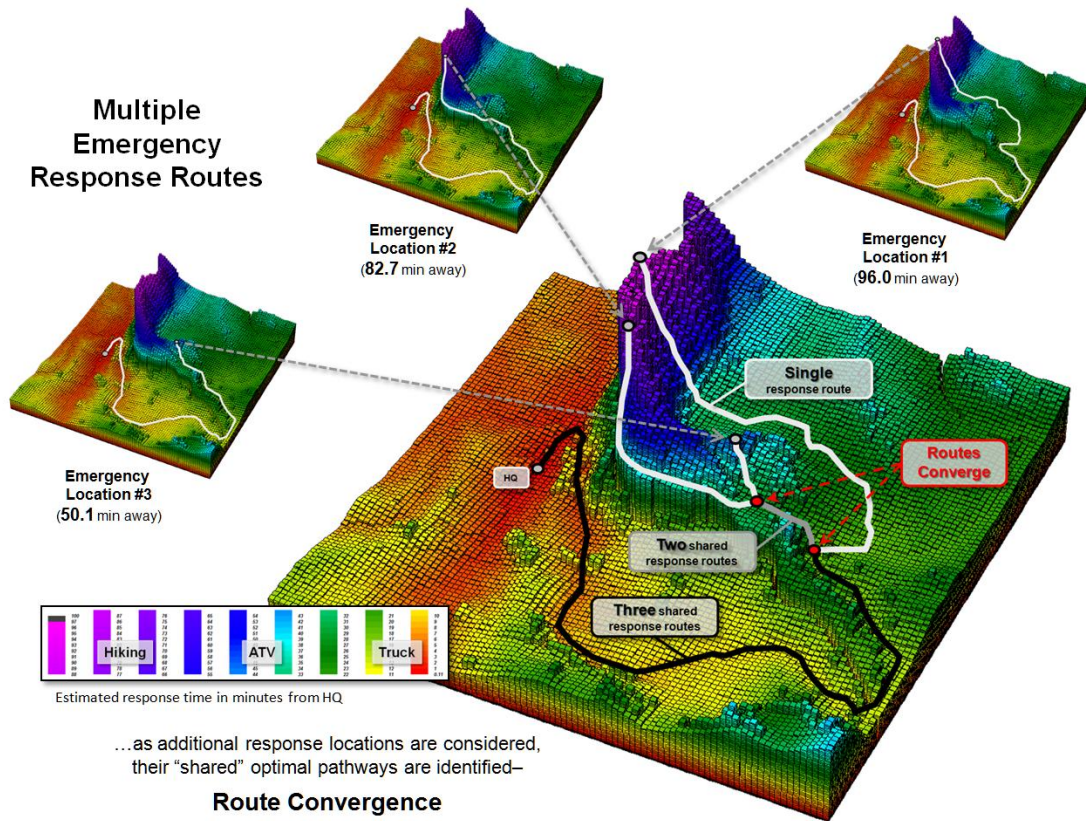 Multiple
Emergency
Response Routes
Emergency
Location #2
(82.7 min away)
Emergency
Location #1
(96.0 min away)
Emergency
Location #3
(50.1 min away)
Single
response route
Routes
Converge
HQ
Two shared
response routes
Three shared
response routes
Hiking
ATV
Truck
Estimated response time in minutes from HQ
…as additional response locations are considered,
their “shared” optimal pathways are identified–
Route Convergence